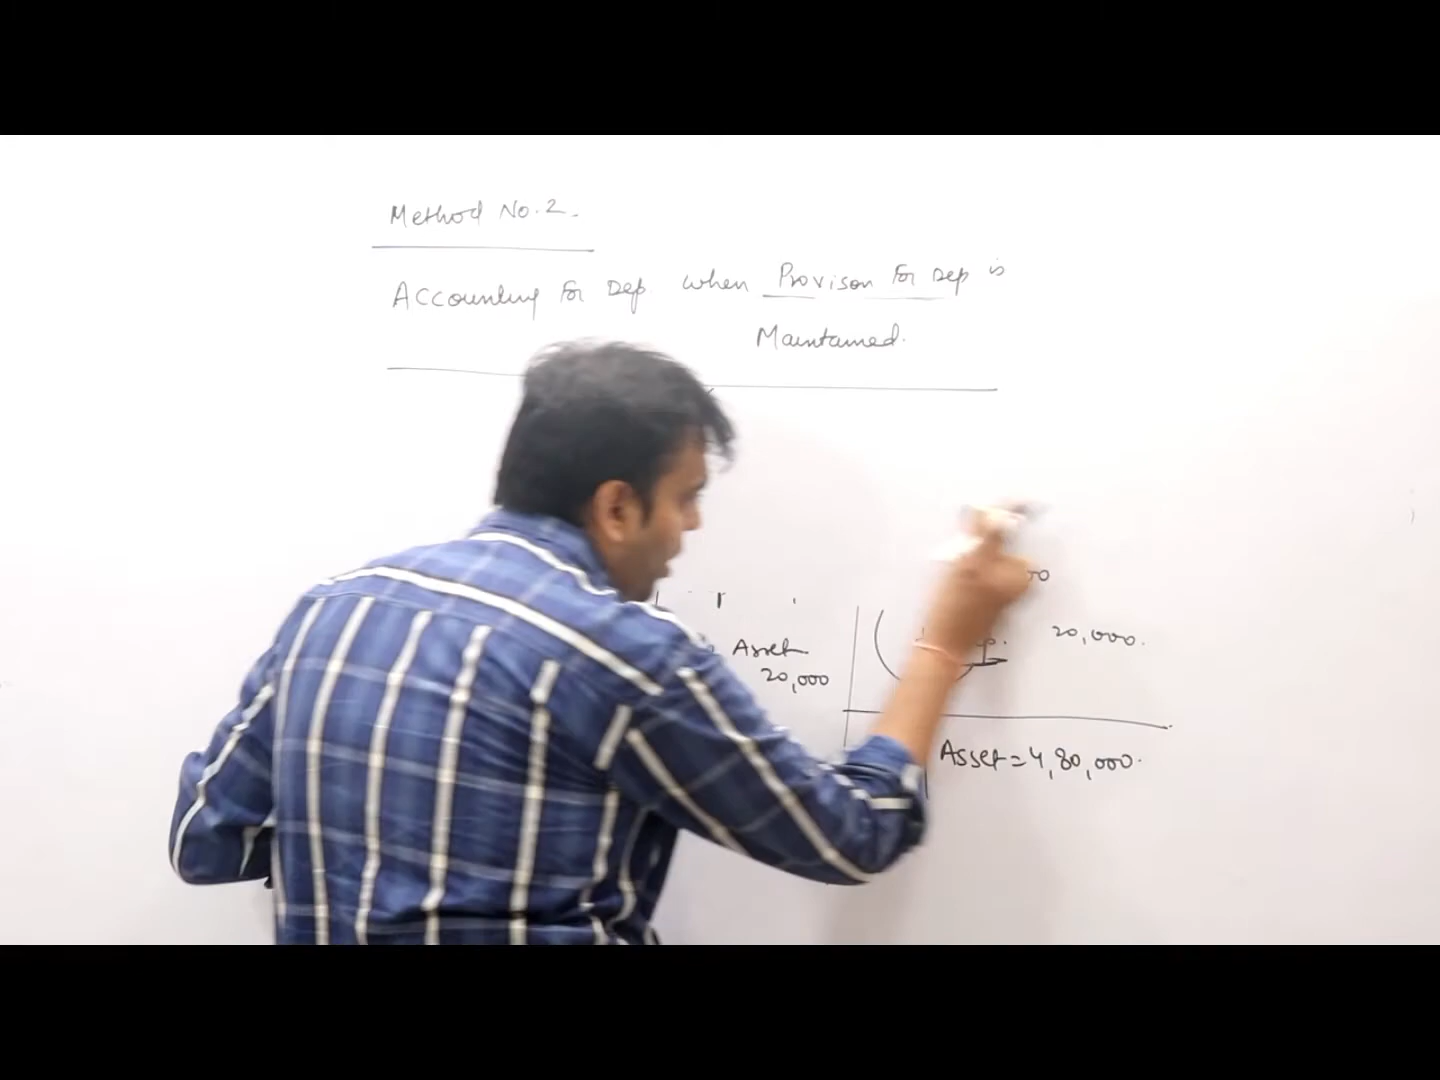 Method No. 2.
Accounting For Dep. when Provison For Dep is
Maintained.
Asset 20,000.
20,000
Asset = 4,80,000.